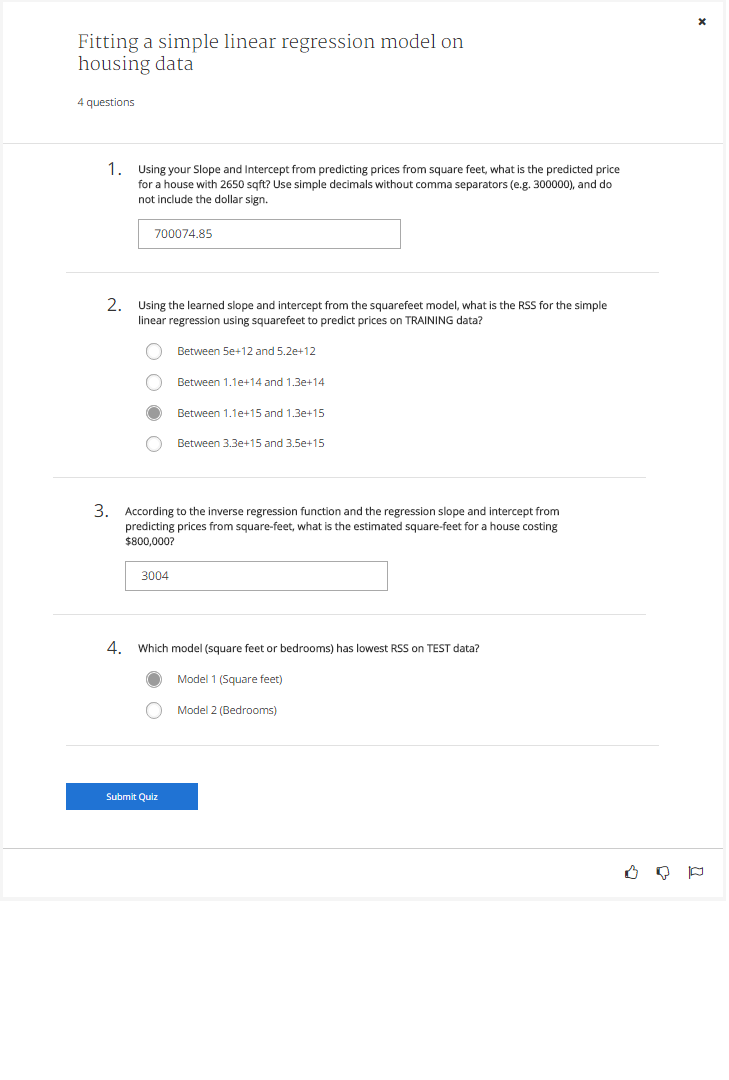 Fitting a simple linear regression model on
housing data
4 questions
1. Using your Slope and Intercept from predicting prices from square feet, what is the predicted price
for a house with 2650 sqft? Use simple decimals without comma separators (e.g. 300000), and do
not include the dollar sign.
700074.85
2. Using the learned slope and intercept from the squarefeet model, what is the RSS for the simple
linear regression using squarefeet to predict prices on TRAINING data?
Between 5e+12 and 5.2e+12
Between 1.1e+14 and 1.3e+14
Between 1.1e+15 and 1.3e+15
Between 3.3e+15 and 3.5e+15
3. According to the inverse regression function and the regression slope and intercept from
predicting prices from square-feet, what is the estimated square-feet for a house costing
$800,000?
3004
4. Which model (square feet or bedrooms) has lowest RSS on TEST data?
Model 1 (Square feet)
Model 2 (Bedrooms)
Submit Quiz